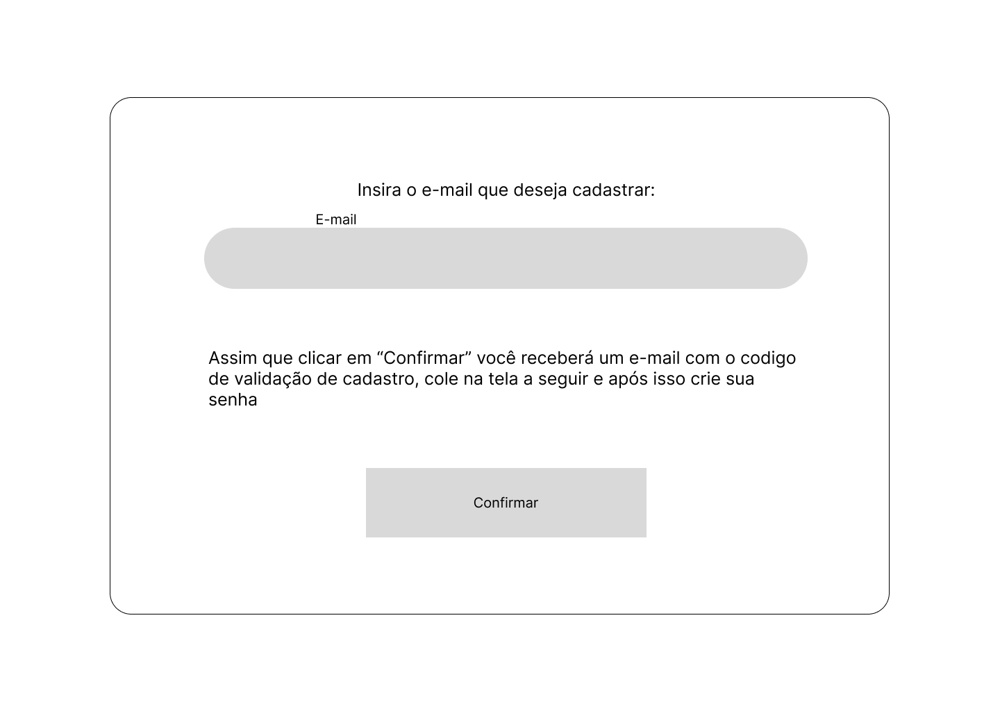 Insira o e-mail que deseja cadastrar:
E-mail
Assim que clicar em “Confirmar” você receberá um e-mail com o codigo
de validação de cadastro, cole na tela a seguir e após isso crie sua
senha
Confirmar